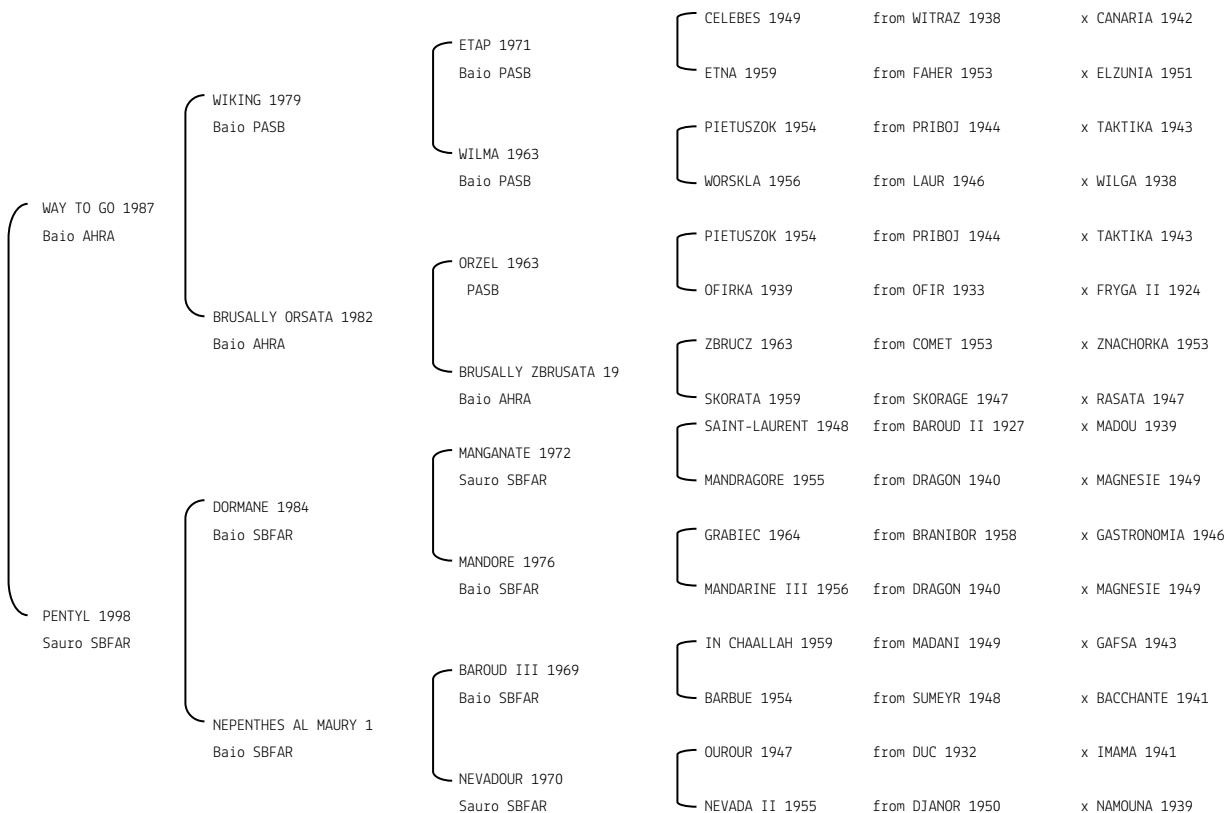 CELEBES 1949 from WITRAZ 1938 x CANARIA 1942
ETAP 1971
Baio PASB
ETNA 1959 from FAHER 1953 x ELZUNIA 1951
WIKING 1979
Baio PASB
PIETUSZOK 1954 from PRIBOJ 1944 x TAKTIKA 1943
WILMA 1963
Baio PASB
WORSKLA 1956 from LAUR 1946 x WILGA 1938
WAY TO GO 1987
Baio AHRA
PIETUSZOK 1954 from PRIBOJ 1944 x TAKTIKA 1943
ORZEL 1963
PASB
OFIRKA 1939 from OFIR 1933 x FRYGA II 1924
BRUSALLY ORSATA 1982
Baio AHRA
ZBRUCZ 1963 from COMET 1953 x ZNACHORKA 1953
BRUSALLY ZBRUSATA 19
Baio AHRA
SKORATA 1959 from SKORAGE 1947 x RASATA 1947
SAINT-LAURENT 1948 from BAROUD II 1927 x MADOU 1939
MANGANATE 1972
Sauro SBFAR
MANDRAGORE 1955 from DRAGON 1940 x MAGNESIE 1949
DORMANE 1984
Baio SBFAR
GRABIEC 1964 from BRANIBOR 1958 x GASTRONOMIA 1946
MANDORE 1976
Baio SBFAR
MANDARINE III 1956 from DRAGON 1940 x MAGNESIE 1949
PENTYL 1998
Sauro SBFAR
IN CHAALLAH 1959 from MADANI 1949 x GAFSA 1943
BAROUD III 1969
Baio SBFAR
BARBUE 1954 from SUMEYR 1948 x BACCHANTE 1941
NEPENTHES AL MAURY 1
Baio SBFAR
OUROUR 1947 from DUC 1932 x IMAMA 1941
NEVADOUR 1970
Sauro SBFAR
NEVADA II 1955 from DJANOR 1950 x NAMOUNA 1939